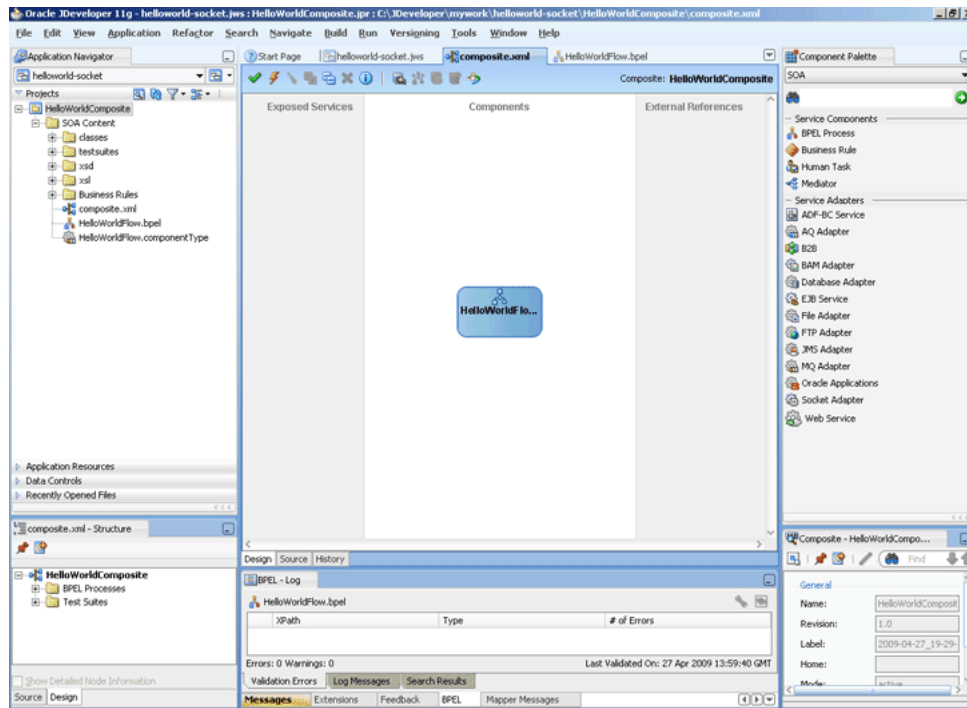 Oracle JDeveloper 11g - helloworld-socket.jws : HelloWorldComposite.jpr : C:\JDeveloper\mywork\helloworld-socket\HelloWorldComposite\composite.xml
File Edit View Application Refactor Search Navigate Build Run Versioning Tools Window Help
Application Navigator
helloworld-socket
Projects
HelloWorldComposite
SOA Content
classes
testsuites
xsd
xsl
Business Rules
composite.xml
HelloWorldFlow.bpel
HelloWorldFlow.componentType
Application Resources
Data Controls
Recently Opened Files
composite.xml - Structure
HelloWorldComposite
BPEL Processes
Test Suites
Show Detailed Node Information
Source Design
Start Page helloworld-socket.jws composite.xml HelloWorldFlow.bpel
Composite: HelloWorldComposite
Exposed Services Components External References
HelloWorldFlo...
Design Source History
BPEL - Log
HelloWorldFlow.bpel
XPath Type # of Errors
Errors: 0 Warnings: 0 Last Validated On: 27 Apr 2009 13:59:40 GMT
Validation Errors Log Messages Search Results
Messages Extensions Feedback BPEL Mapper Messages
Component Palette
SOA
Service Components
BPEL Process
Business Rule
Human Task
Mediator
Service Adapters
ADF-BC Service
AQ Adapter
B2B
BAM Adapter
Database Adapter
EJB Service
File Adapter
FTP Adapter
JMS Adapter
MQ Adapter
Oracle Applications
Socket Adapter
Web Service
Composite - HelloWorldCompo...
Find
General
Name: HelloWorldComposit
Revision: 1.0
Label: 2009-04-27_19-29-
Home:
Mode: active